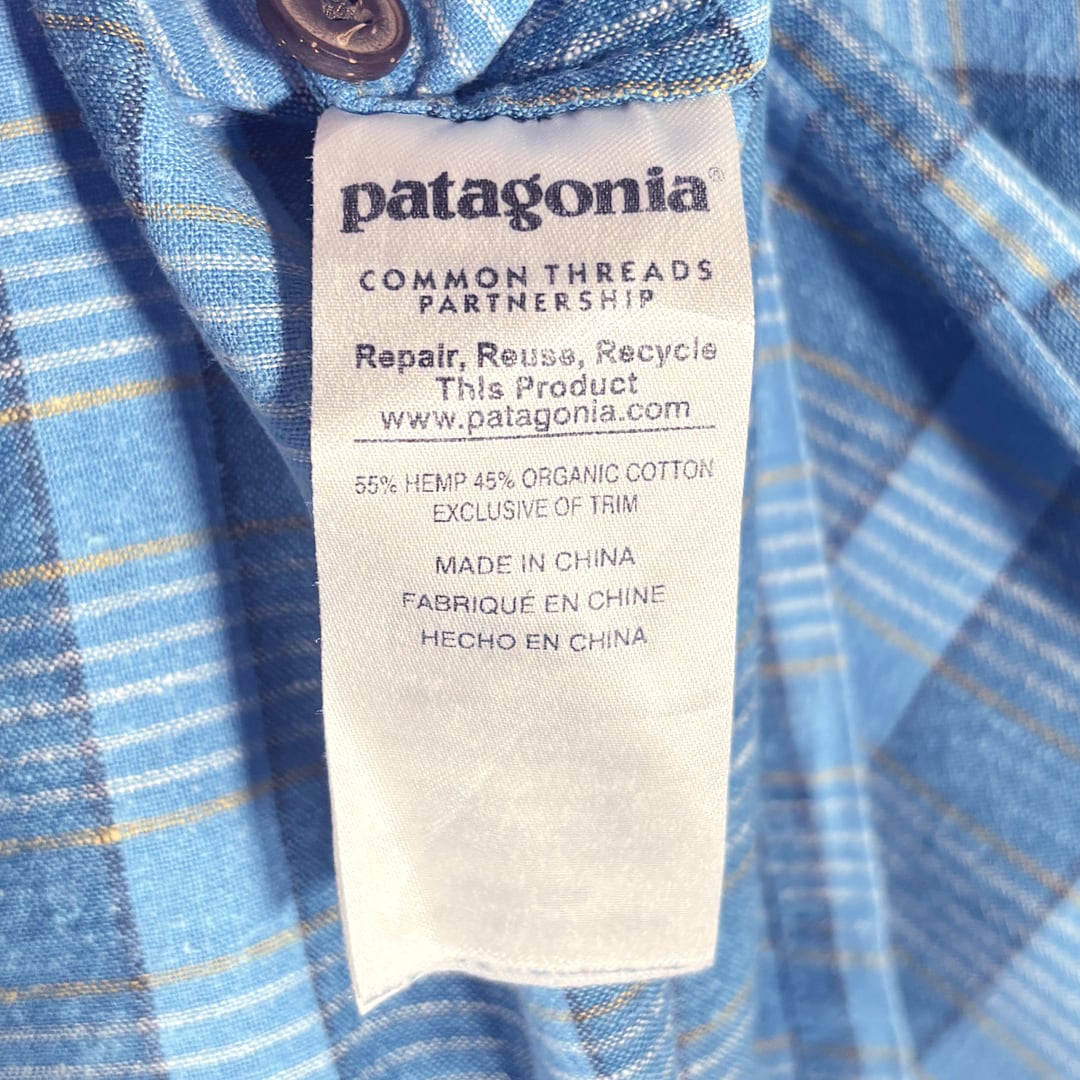 patagonia®
COMMON THREADS
PARTNERSHIP
Repair, Reuse, Recycle
This Product
www.patagonia.com
55% HEMP 45% ORGANIC COTTON
EXCLUSIVE OF TRIM
MADE IN CHINA
FABRIQUÉ EN CHINE
HECHO EN CHINA